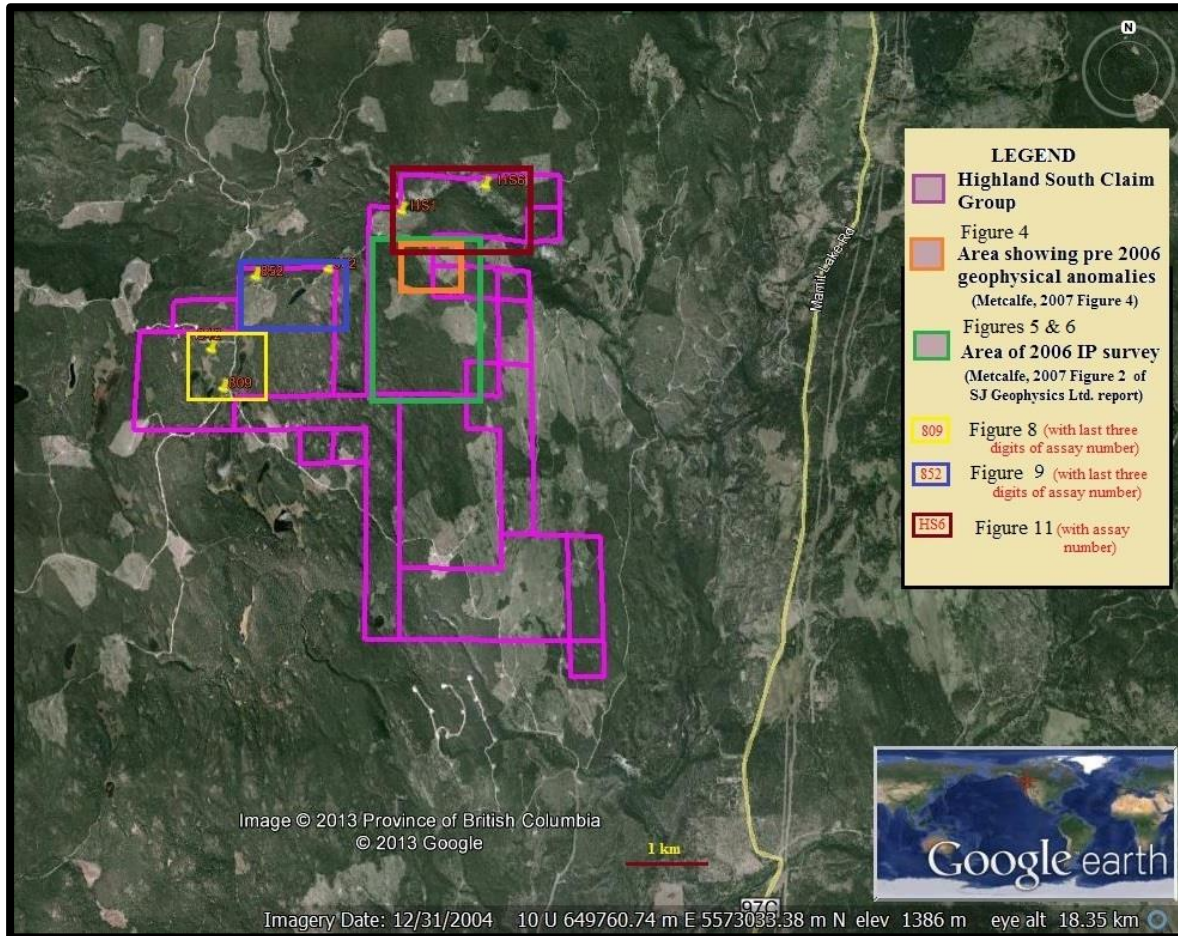 N
LEGEND
Highland South Claim
Group
Figure 4
Area showing pre 2006
geophysical anomalies
(Metcalfe, 2007 Figure 4)
Figures 5 & 6
Area of 2006 IP survey
(Metcalfe, 2007 Figure 2 of
SJ Geophysics Ltd. report)
809 Figure 8 (with last three
digits of assay number)
852 Figure 9 (with last three
digits of assay number)
HS6 Figure 11 (with assay
number)
HS6
HS1
852
809
Mamit Lake Rd
Image © 2013 Province of British Columbia
© 2013 Google
1 km
97C
Google earth
Imagery Date: 12/31/2004 10 U 649760.74 m E 5573033.38 m N elev 1386 m eye alt 18.35 km